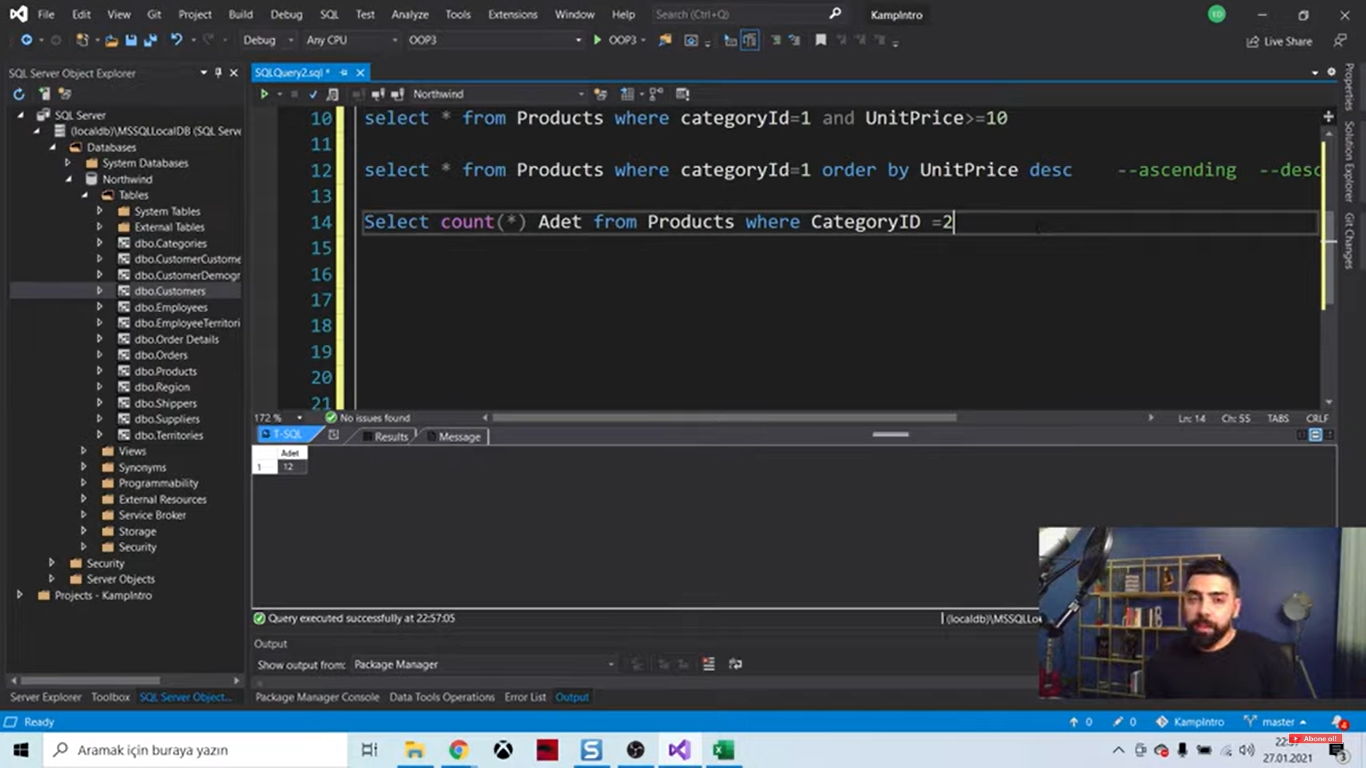 File Edit View Git Project Build Debug SQL Test Analyze Tools Extensions Window Help Search (Ctrl+Q) KampIntro ED
Debug Any CPU OOP3 OOP3 Live Share
SQL Server Object Explorer
SQL Server
(localdb)\MSSQLLocalDB (SQL Serve
Databases
System Databases
Northwind
Tables
System Tables
External Tables
dbo.Categories
dbo.CustomerCustome
dbo.CustomerDemogr
dbo.Customers
dbo.Employees
dbo.EmployeeTerritori
dbo.Order Details
dbo.Orders
dbo.Products
dbo.Region
dbo.Shippers
dbo.Suppliers
dbo.Territories
Views
Synonyms
Programmability
External Resources
Service Broker
Storage
Security
Security
Server Objects
Projects - KampIntro
Server Explorer Toolbox SQL Server Object...
SQLQuery2.sql *
Northwind
10 select * from Products where categoryId=1 and UnitPrice>=10
11
12 select * from Products where categoryId=1 order by UnitPrice desc --ascending --desc
13
14 Select count(*) Adet from Products where CategoryID =2
15
16
17
18
19
20
21
172 % No issues found Ln: 14 Ch: 55 TABS CRLF
T-SQL Results Message
Adet
1 12
Query executed successfully at 22:57:05 (localdb)\MSSQLLo
Output
Show output from: Package Manager
Package Manager Console Data Tools Operations Error List Output
Properties
Solution Explorer
Git Changes
Ready 0 0 KampIntro master 4
Abone ol!
Aramak için buraya yazın
27.01.2021
3